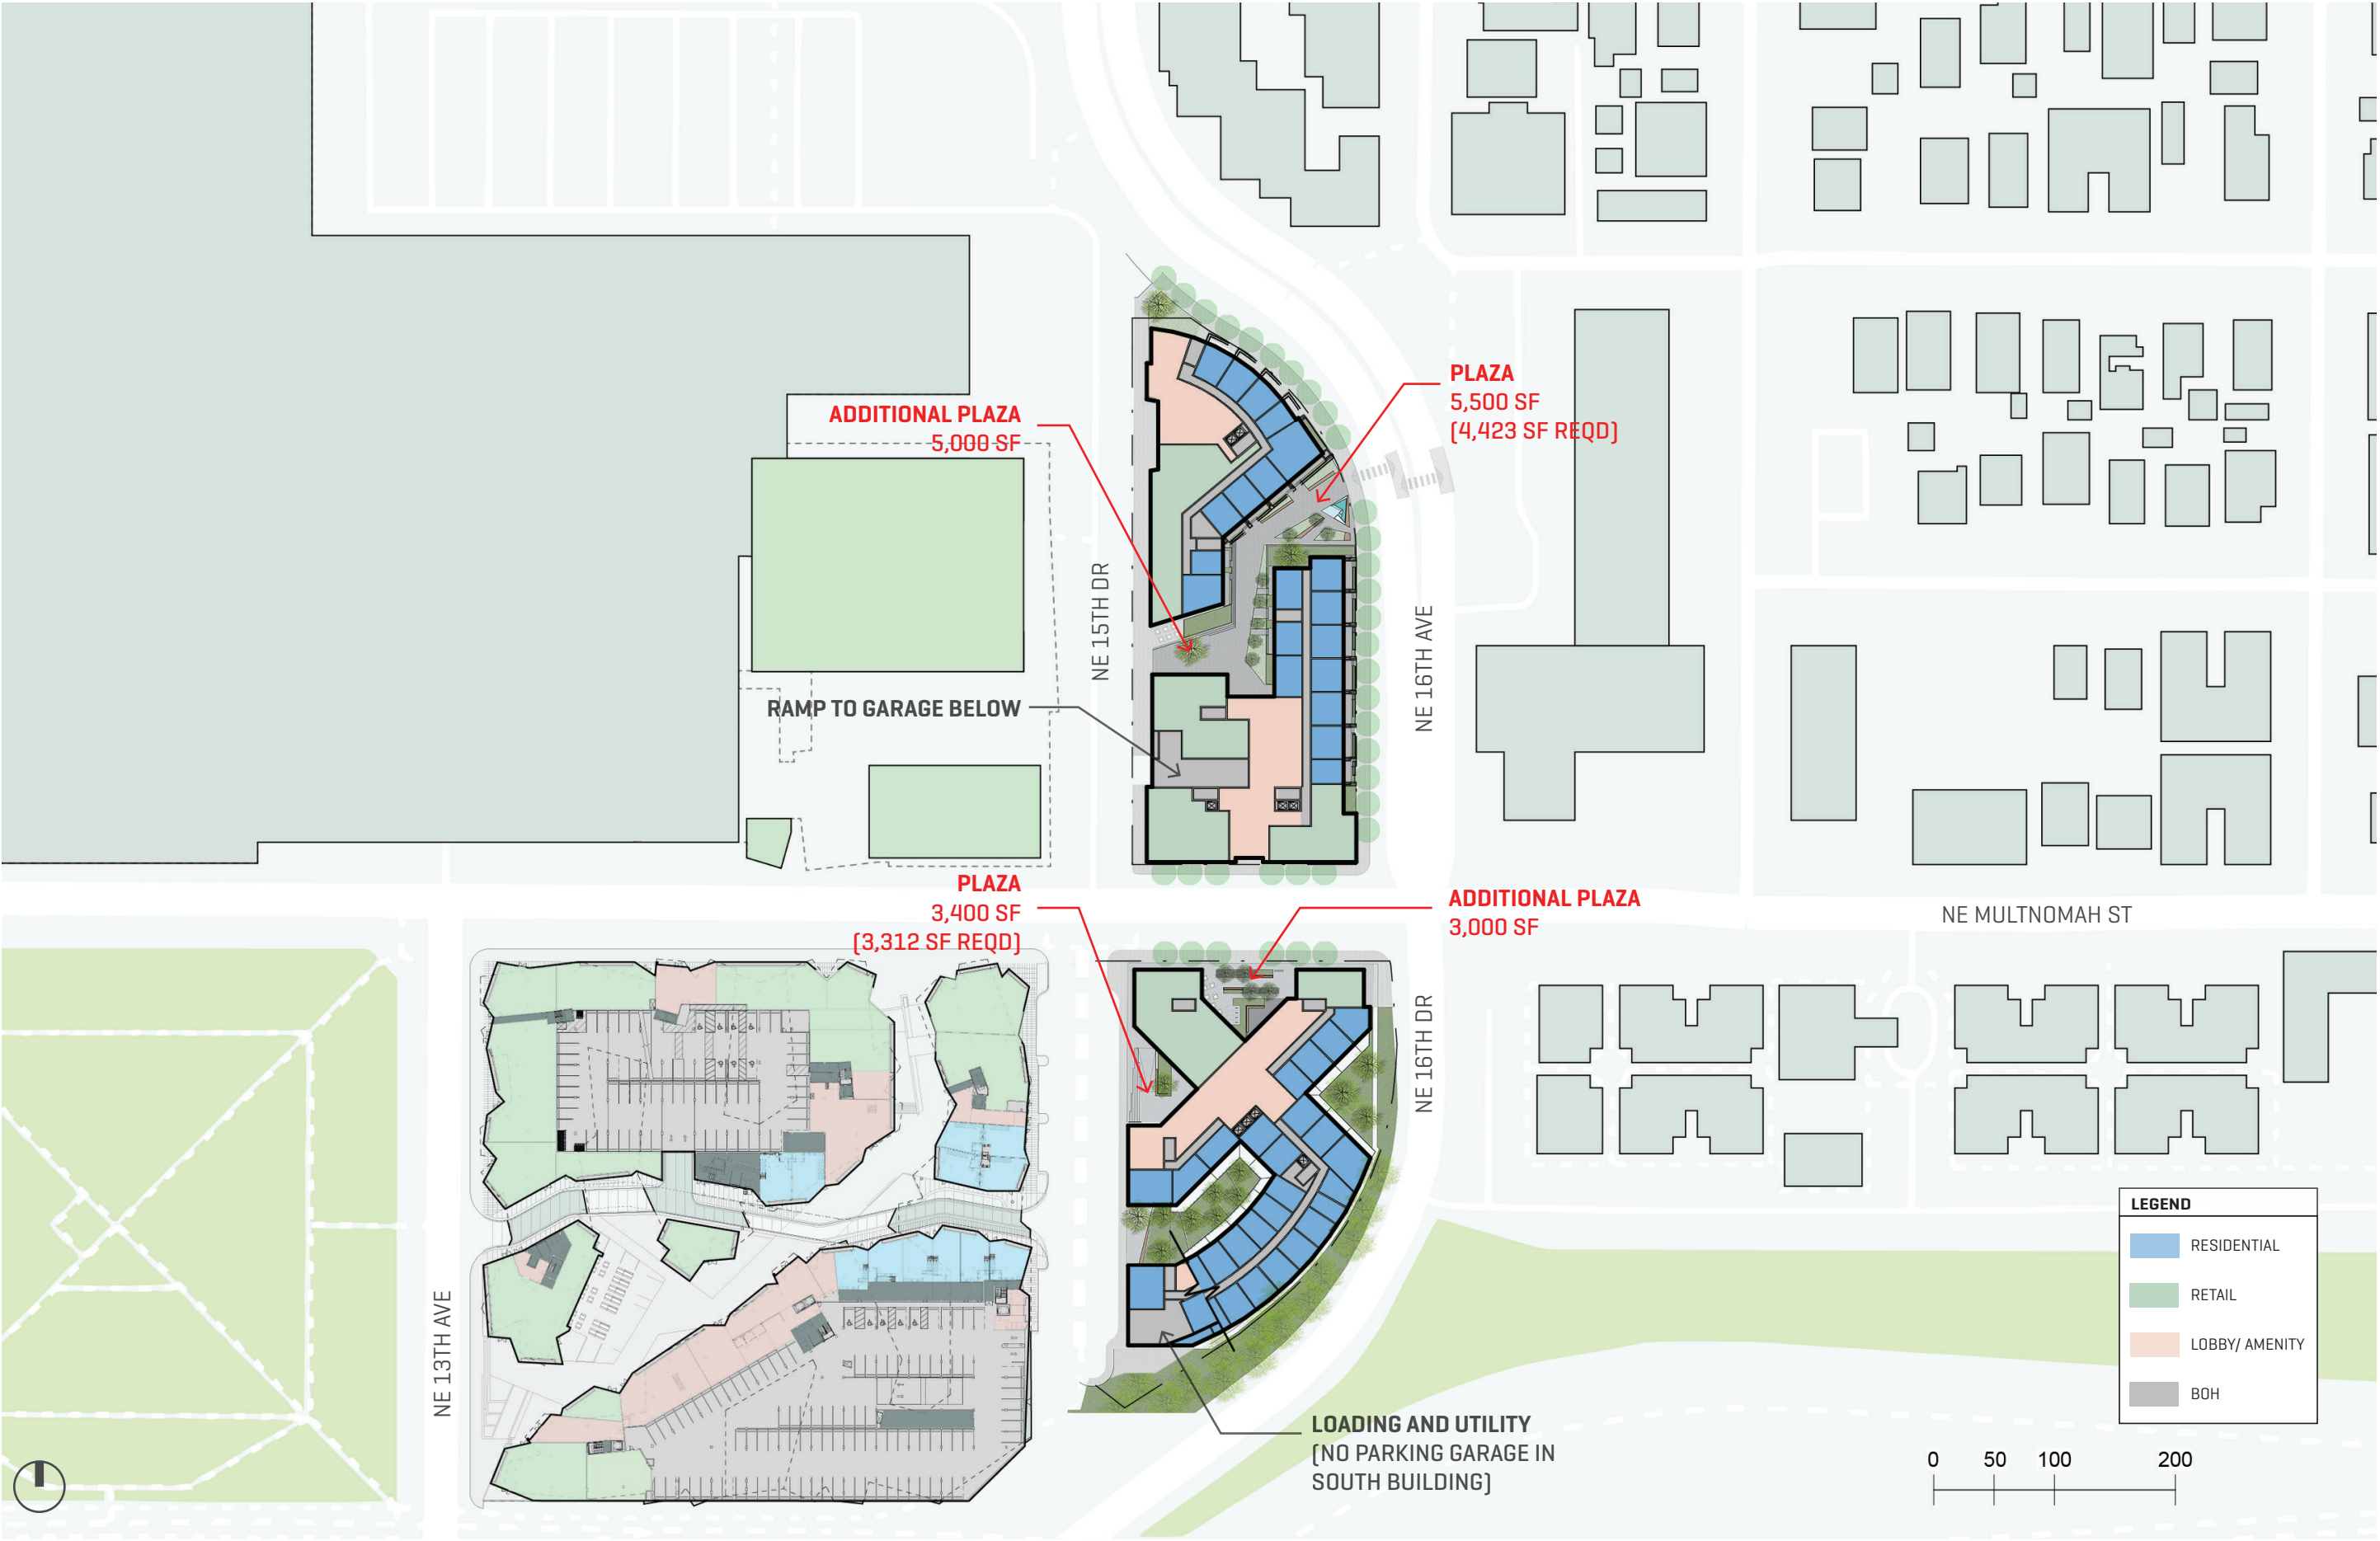 ADDITIONAL PLAZA
5,000 SF
PLAZA
5,500 SF
(4,423 SF REQD)
NE 15TH DR
NE 16TH AVE
RAMP TO GARAGE BELOW
PLAZA
3,400 SF
(3,312 SF REQD)
ADDITIONAL PLAZA
3,000 SF
NE MULTNOMAH ST
NE 16TH DR
NE 13TH AVE
LOADING AND UTILITY
(NO PARKING GARAGE IN
SOUTH BUILDING)
LEGEND
RESIDENTIAL
RETAIL
LOBBY/ AMENITY
BOH
0 50 100 200